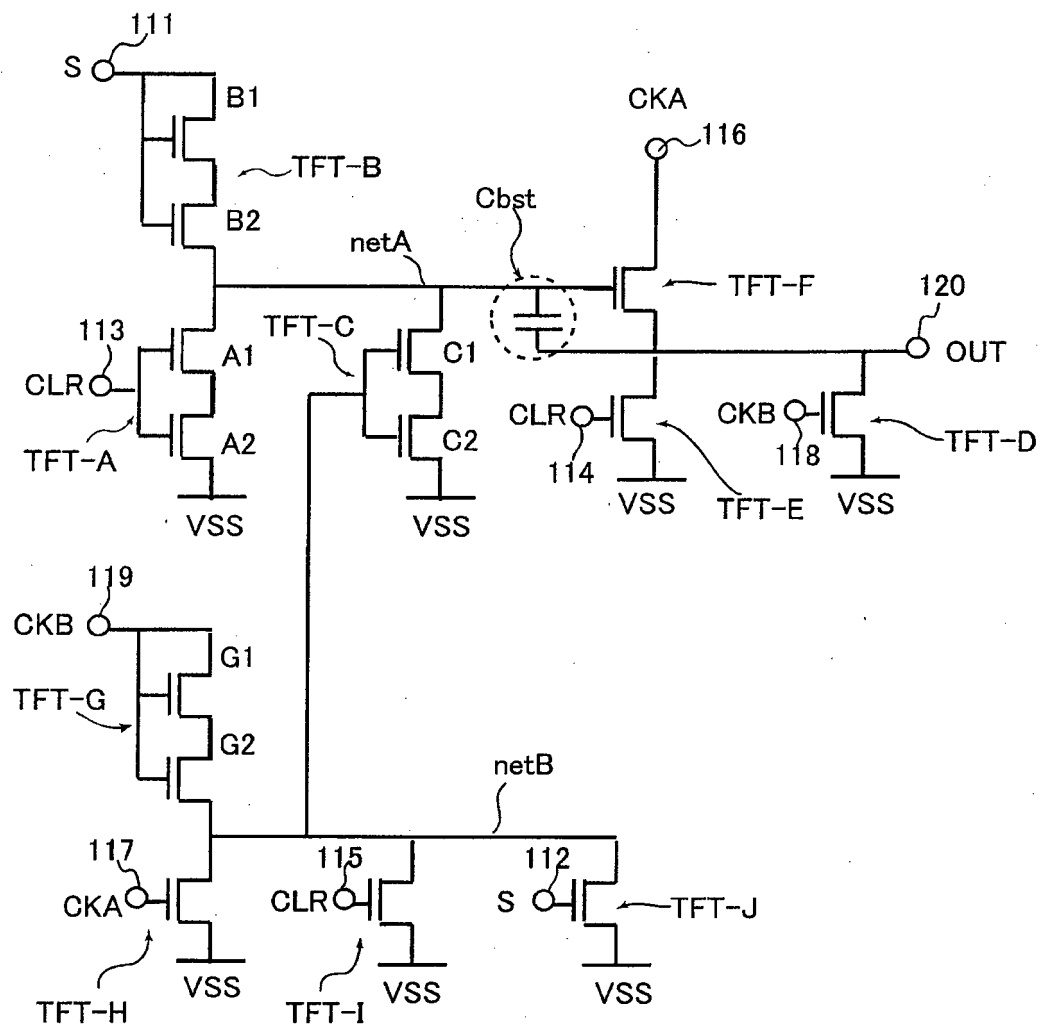 111
S
B1
TFT-B
B2
CKA
116
Cbst
netA
TFT-F
113
TFT-C
120
CLR
A1
C1
OUT
TFT-A
A2
C2
CLR
114
CKB
118
TFT-D
TFT-E
VSS
VSS
VSS
VSS
119
CKB
G1
TFT-G
G2
netB
117
CKA
115
CLR
112
S
TFT-J
VSS
VSS
VSS
TFT-H
TFT-I